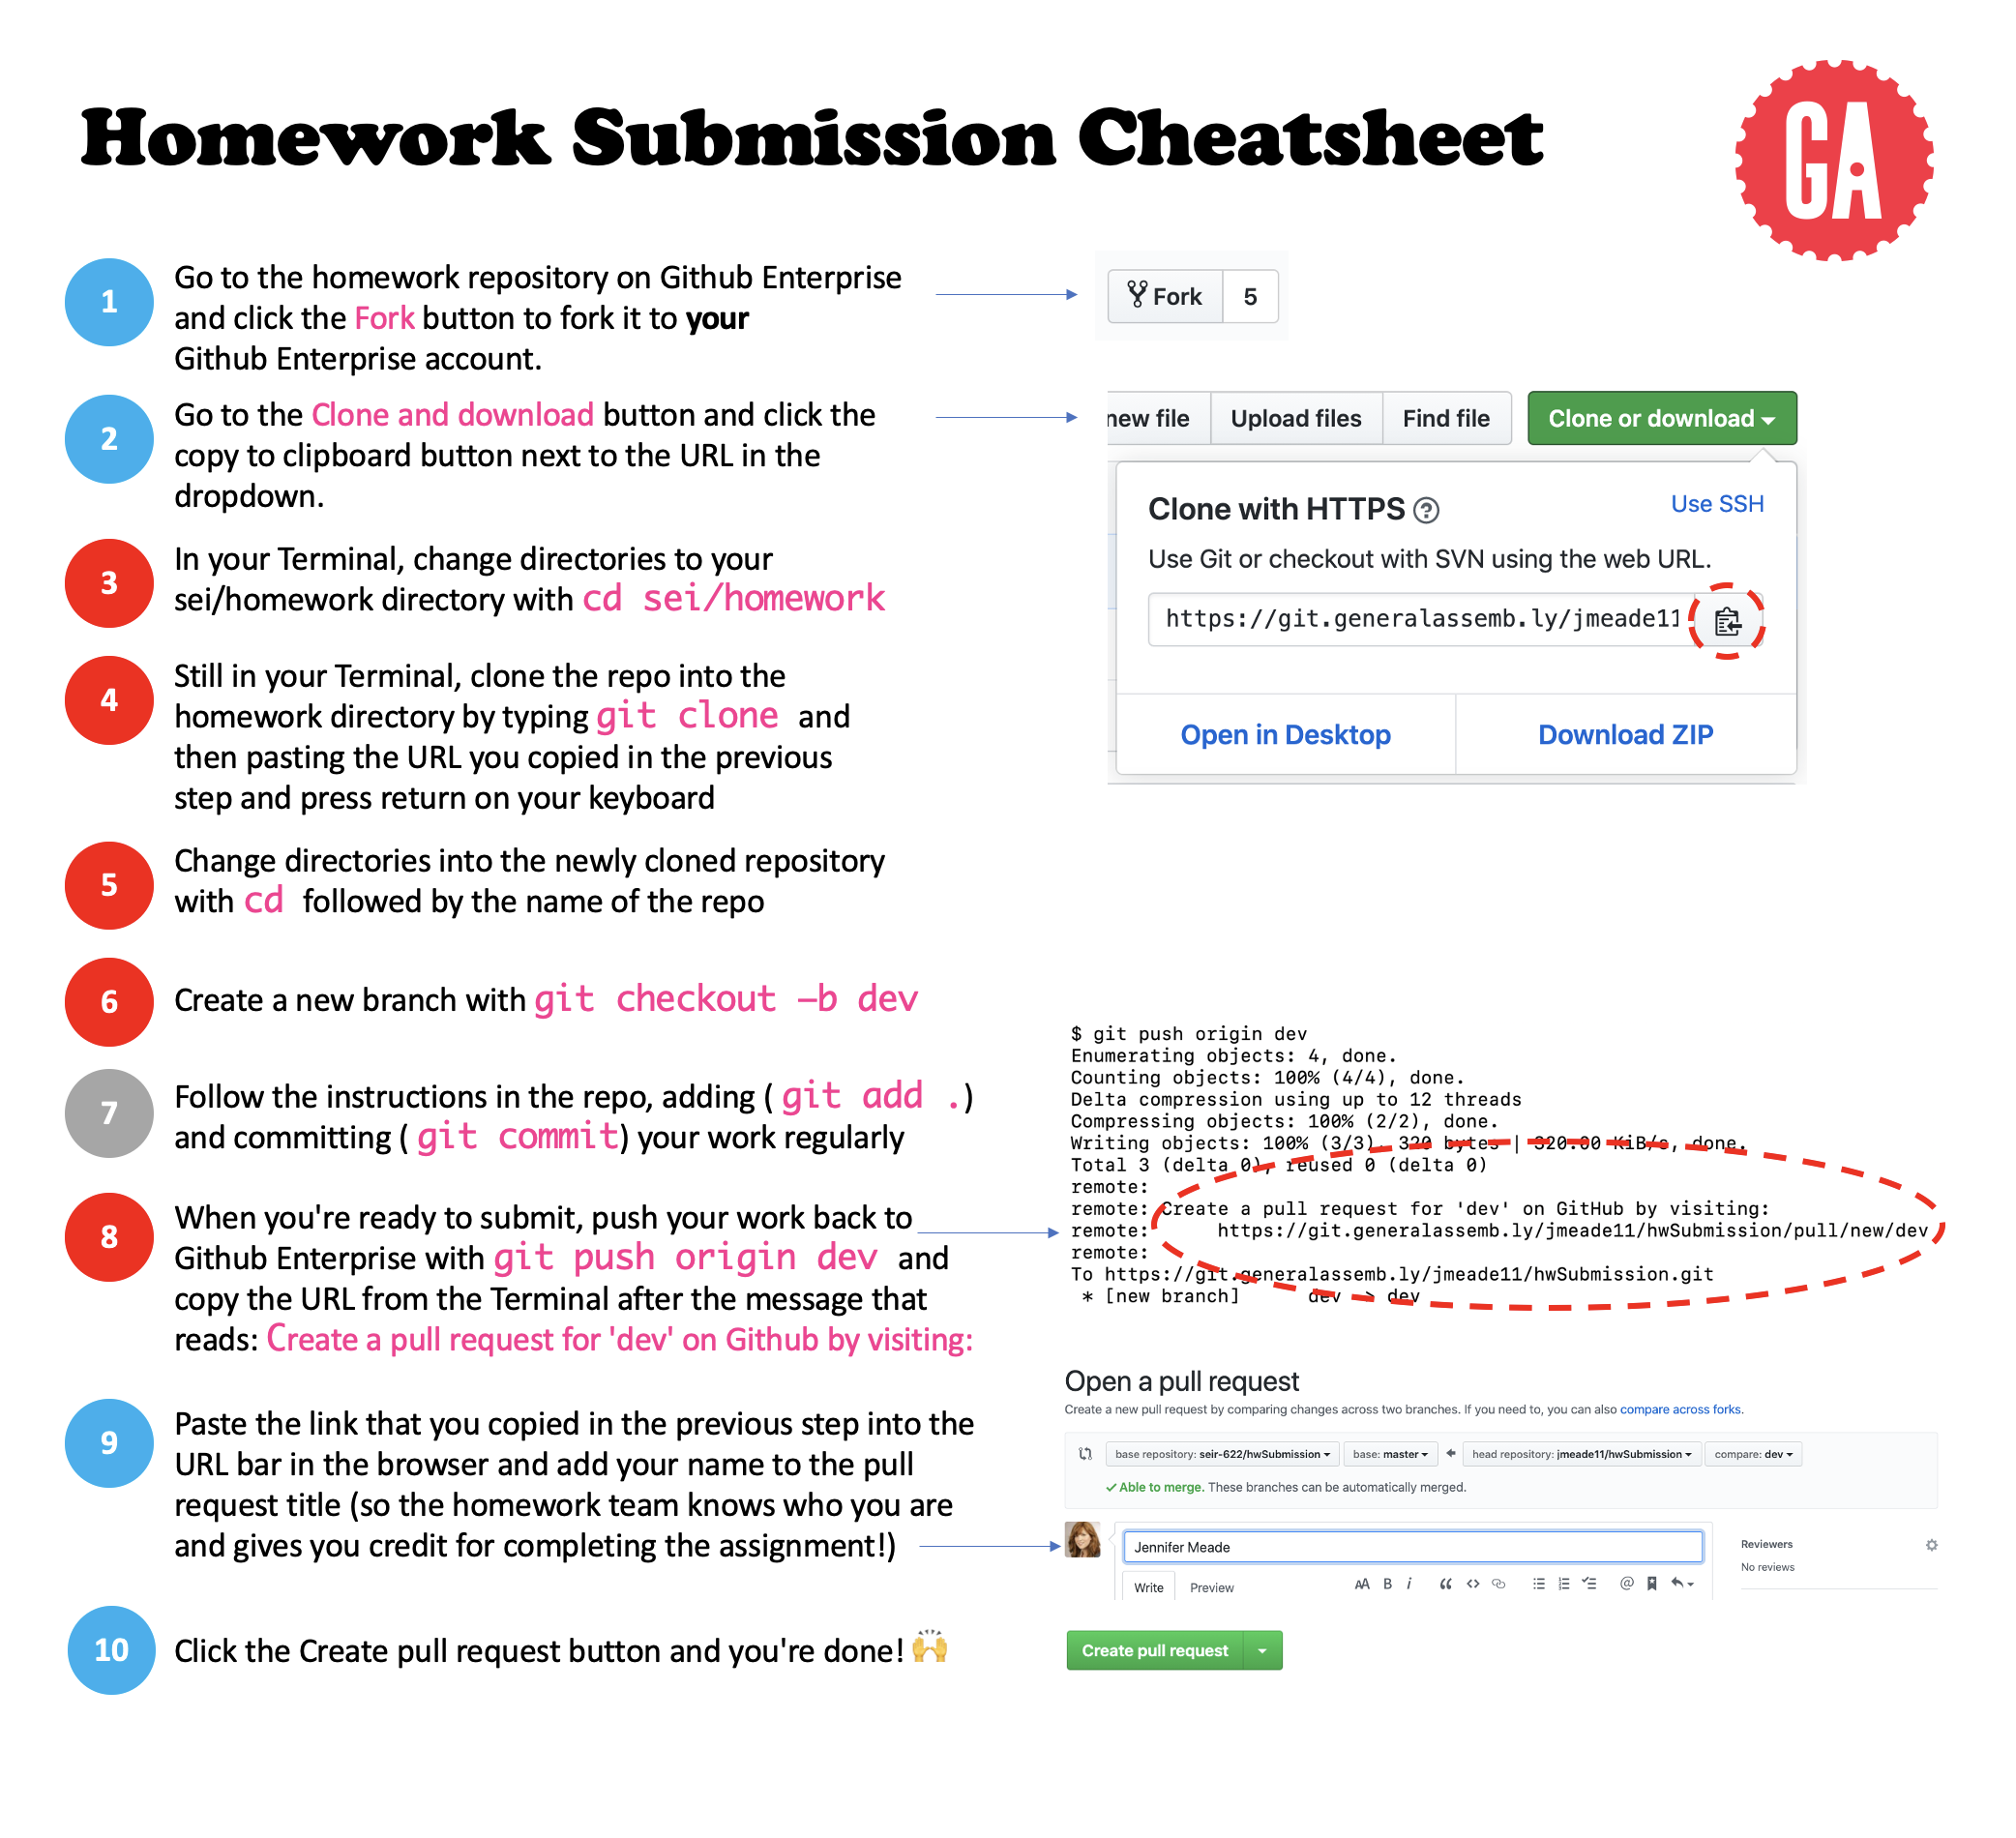 Homework Submission Cheatsheet
GA
1
Go to the homework repository on Github Enterprise
and click the Fork button to fork it to your
Github Enterprise account.
Fork 5
2
Go to the Clone and download button and click the
copy to clipboard button next to the URL in the
dropdown.
new file Upload files Find file Clone or download
Clone with HTTPS ? Use SSH
Use Git or checkout with SVN using the web URL.
https://git.generalassemb.ly/jmeade11
Open in Desktop Download ZIP
3
In your Terminal, change directories to your
sei/homework directory with cd sei/homework
4
Still in your Terminal, clone the repo into the
homework directory by typing git clone and
then pasting the URL you copied in the previous
step and press return on your keyboard
5
Change directories into the newly cloned repository
with cd followed by the name of the repo
6
Create a new branch with git checkout –b dev
7
Follow the instructions in the repo, adding ( git add .)
and committing ( git commit) your work regularly
8
When you're ready to submit, push your work back to
Github Enterprise with git push origin dev and
copy the URL from the Terminal after the message that
reads: Create a pull request for 'dev' on Github by visiting:
$ git push origin dev
Enumerating objects: 4, done.
Counting objects: 100% (4/4), done.
Delta compression using up to 12 threads
Compressing objects: 100% (2/2), done.
Writing objects: 100% (3/3), 320 bytes | 320.00 KiB/s, done.
Total 3 (delta 0), reused 0 (delta 0)
remote:
remote: Create a pull request for 'dev' on GitHub by visiting:
remote: https://git.generalassemb.ly/jmeade11/hwSubmission/pull/new/dev
remote:
To https://git.generalassemb.ly/jmeade11/hwSubmission.git
* [new branch] dev -> dev
9
Paste the link that you copied in the previous step into the
URL bar in the browser and add your name to the pull
request title (so the homework team knows who you are
and gives you credit for completing the assignment!)
Open a pull request
Create a new pull request by comparing changes across two branches. If you need to, you can also compare across forks.
base repository: seir-622/hwSubmission base: master head repository: jmeade11/hwSubmission compare: dev
Able to merge. These branches can be automatically merged.
Jennifer Meade
Write Preview AA B i @
Reviewers
No reviews
10
Click the Create pull request button and you're done! 🙌
Create pull request